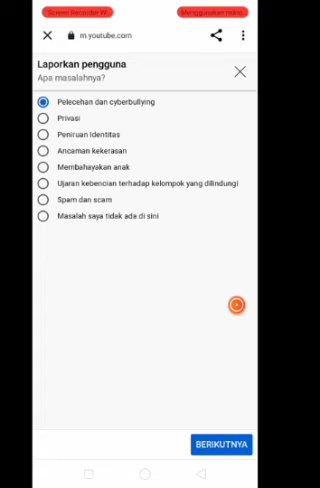 Screen Recorder W..
Menggunakan redmi..
m.youtube.com
Laporkan pengguna
Apa masalahnya?
Pelecehan dan cyberbullying
Privasi
Peniruan Identitas
Ancaman kekerasan
Membahayakan anak
Ujaran kebencian terhadap kelompok yang dilindungi
Spam dan scam
Masalah saya tidak ada di sini
BERIKUTNYA